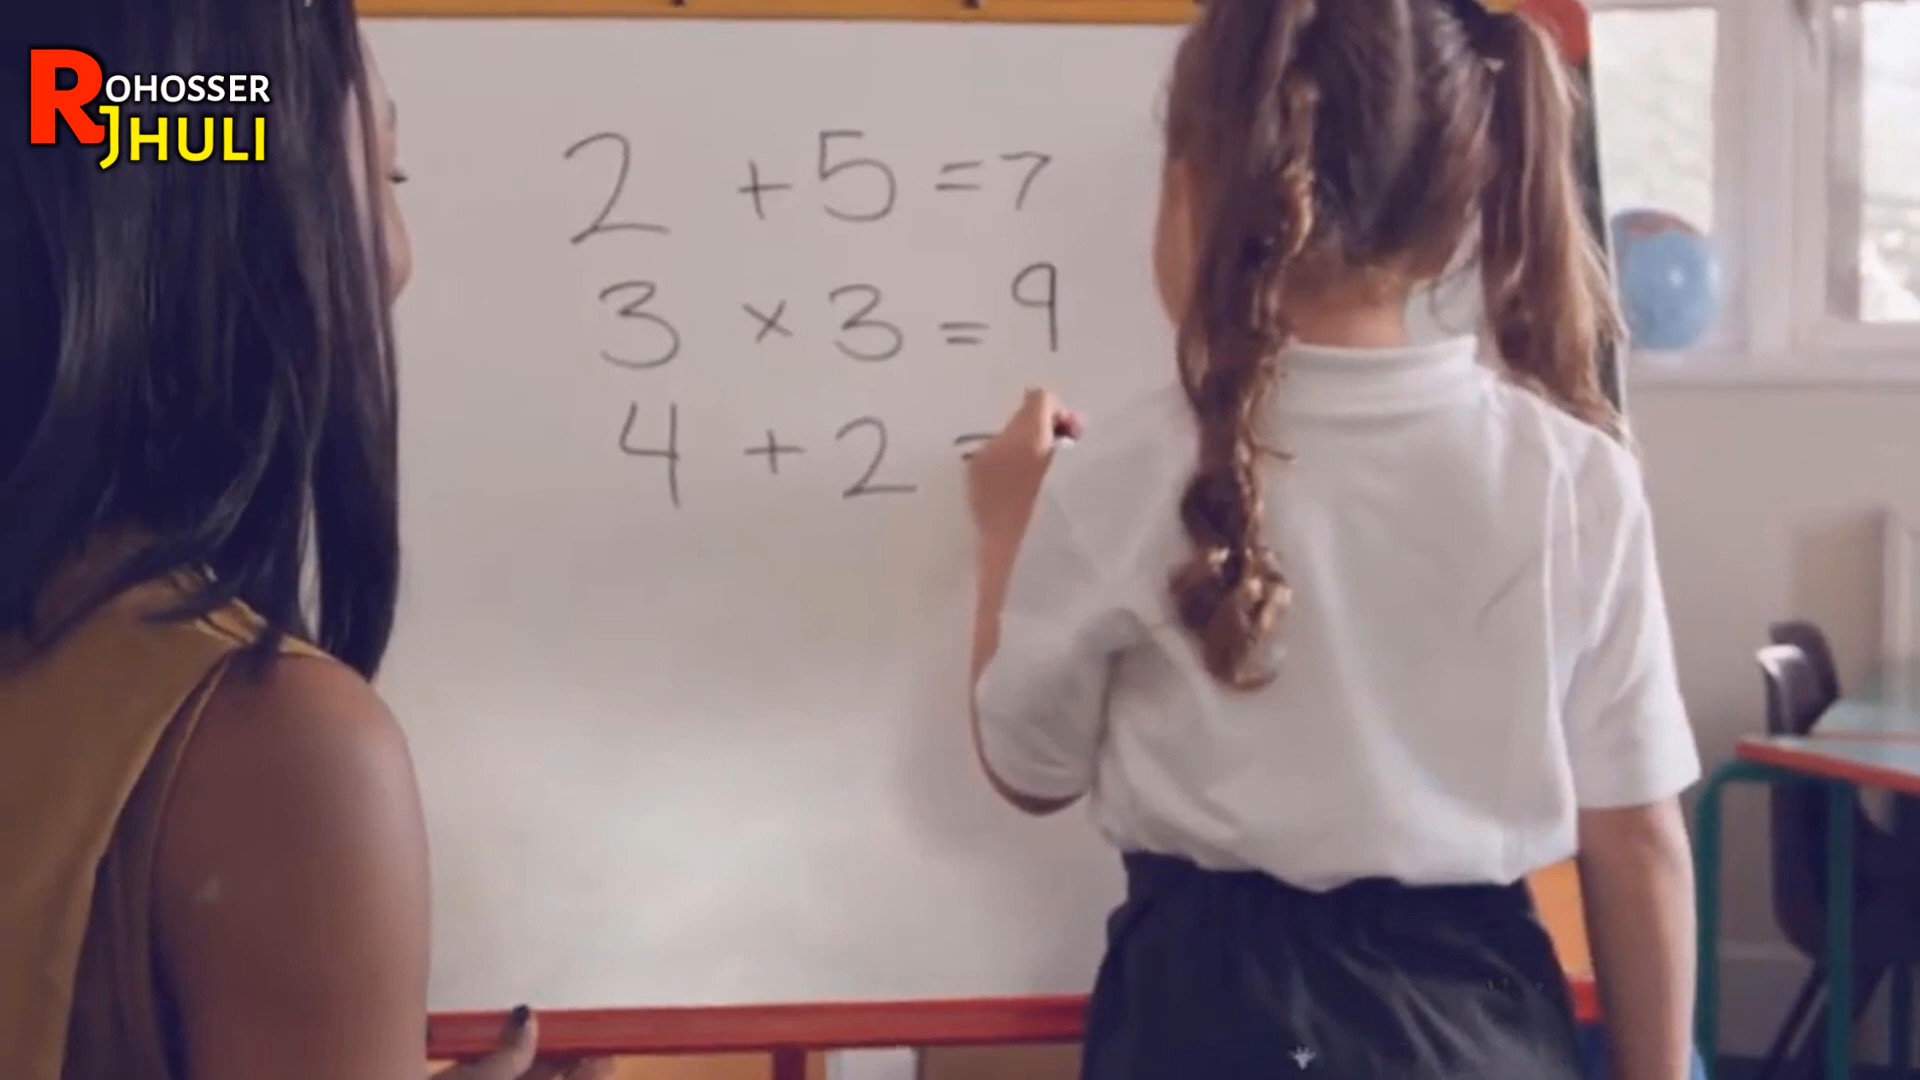 ROHOSSER
JHULI
2 + 5 = 7
3 × 3 = 9
4 + 2 =